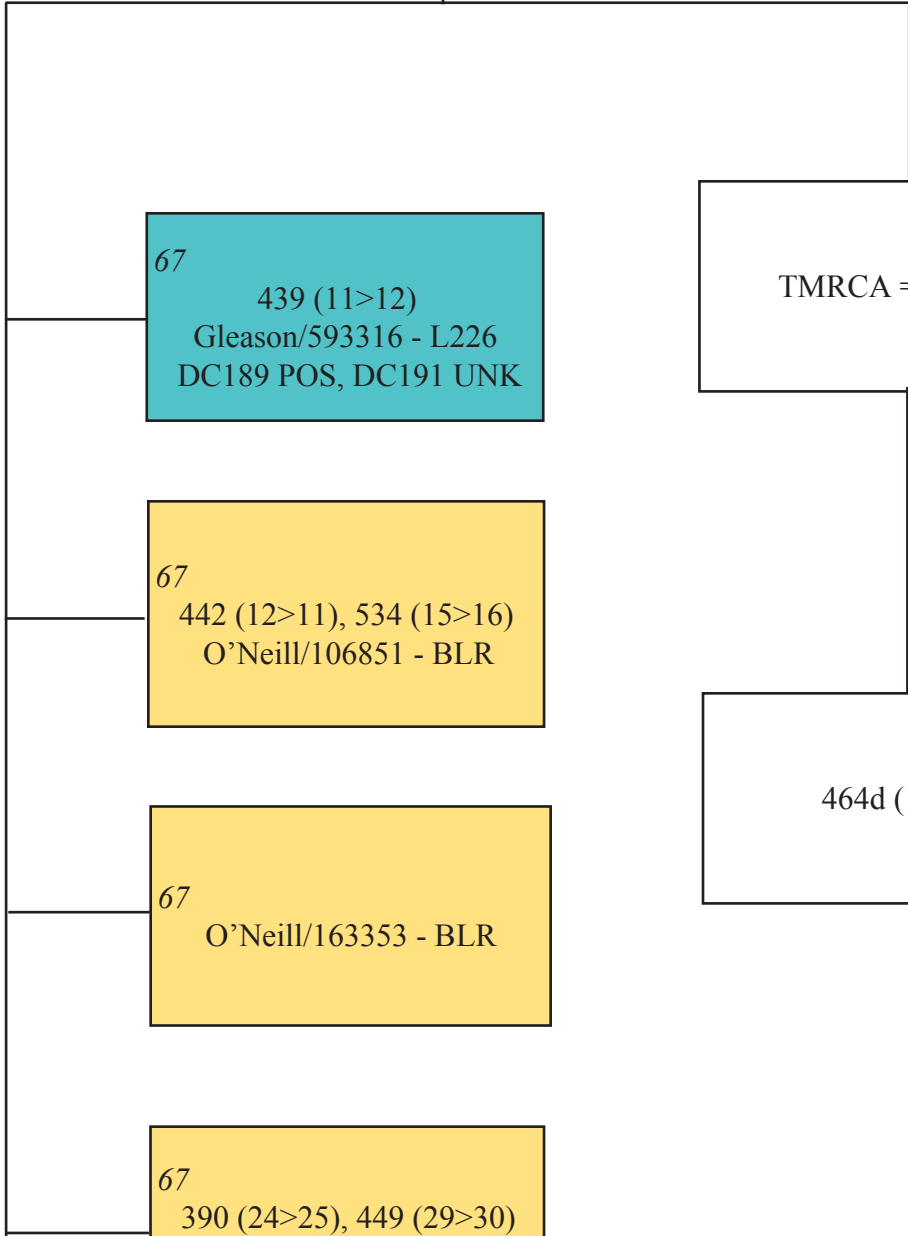 67
439 (11>12)
Gleason/593316 - L226
DC189 POS, DC191 UNK
TMRCA =
67
442 (12>11), 534 (15>16)
O’Neill/106851 - BLR
464d (
67
O’Neill/163353 - BLR
67
390 (24>25), 449 (29>30)